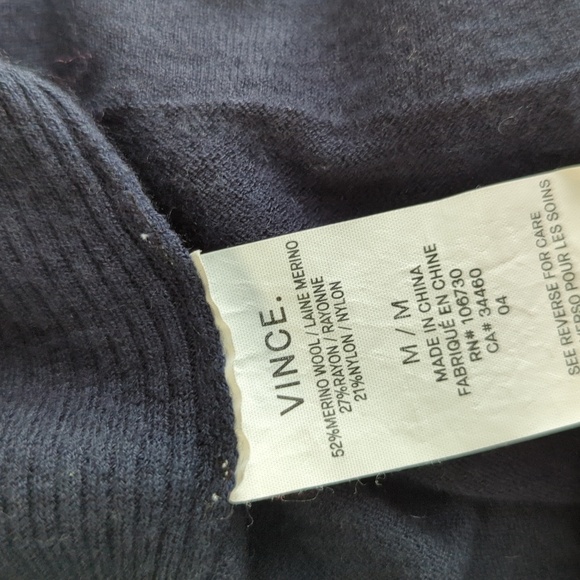 VINCE.
52%MERINO WOOL / LAINE MERINO
27%RAYON / RAYONNE
21%NYLON / NYLON
M / M
MADE IN CHINA
FABRIQUÉ EN CHINE
RN# 106730
CA# 34460
04
SEE REVERSE FOR CARE
POUR LES SOINS